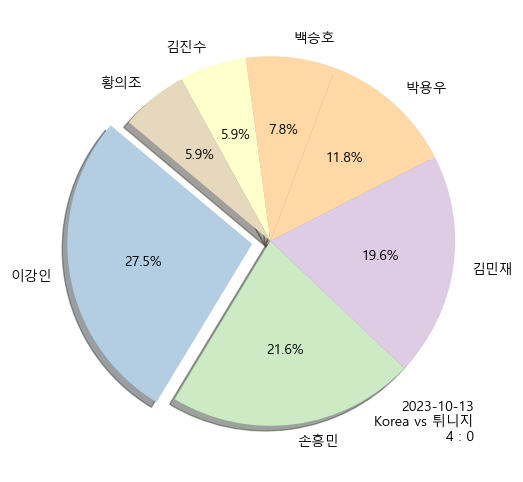 백승호
김진수
황의조
박용우
7.8%
5.9%
5.9%
11.8%
이강인
27.5%
19.6%
김민재
21.6%
손흥민
2023-10-13
Korea vs 튀니지
4 : 0